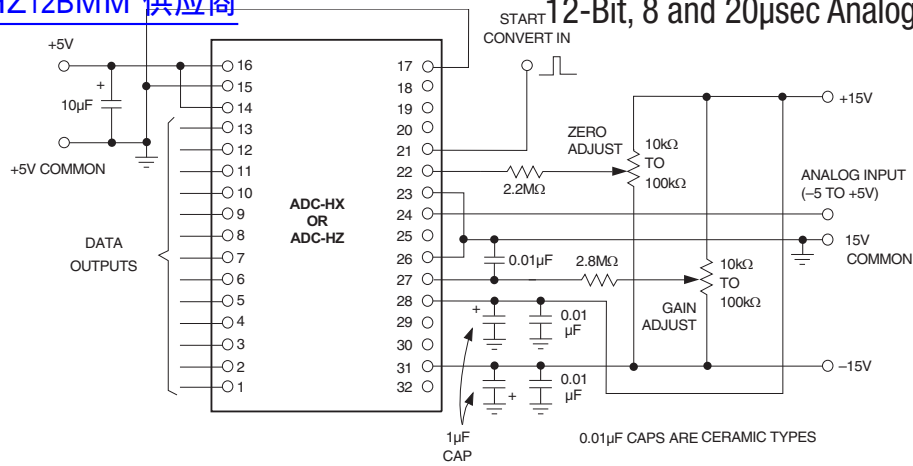 HZ12BMM 供应商
12-Bit, 8 and 20µsec Analog
START
CONVERT IN
+5V
+
10µF
+5V COMMON
DATA
OUTPUTS
16
15
14
13
12
11
10
9
8
7
6
5
4
3
2
1
ADC-HX
OR
ADC-HZ
17
18
19
20
21
22
23
24
25
26
27
28
29
30
31
32
2.2MΩ
ZERO
ADJUST
10kΩ
TO
100kΩ
+15V
ANALOG INPUT
(–5 TO +5V)
15V
COMMON
0.01µF
2.8MΩ
10kΩ
TO
100kΩ
GAIN
ADJUST
+
0.01
µF
–15V
+
0.01
µF
1µF
CAP
0.01µF CAPS ARE CERAMIC TYPES